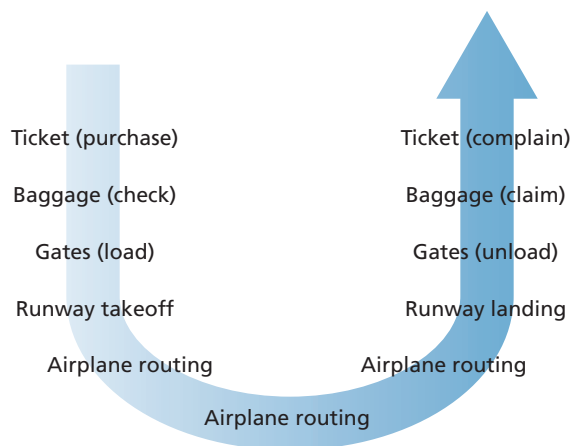 Ticket (purchase)
Baggage (check)
Gates (load)
Runway takeoff
Airplane routing
Airplane routing
Airplane routing
Runway landing
Gates (unload)
Baggage (claim)
Ticket (complain)